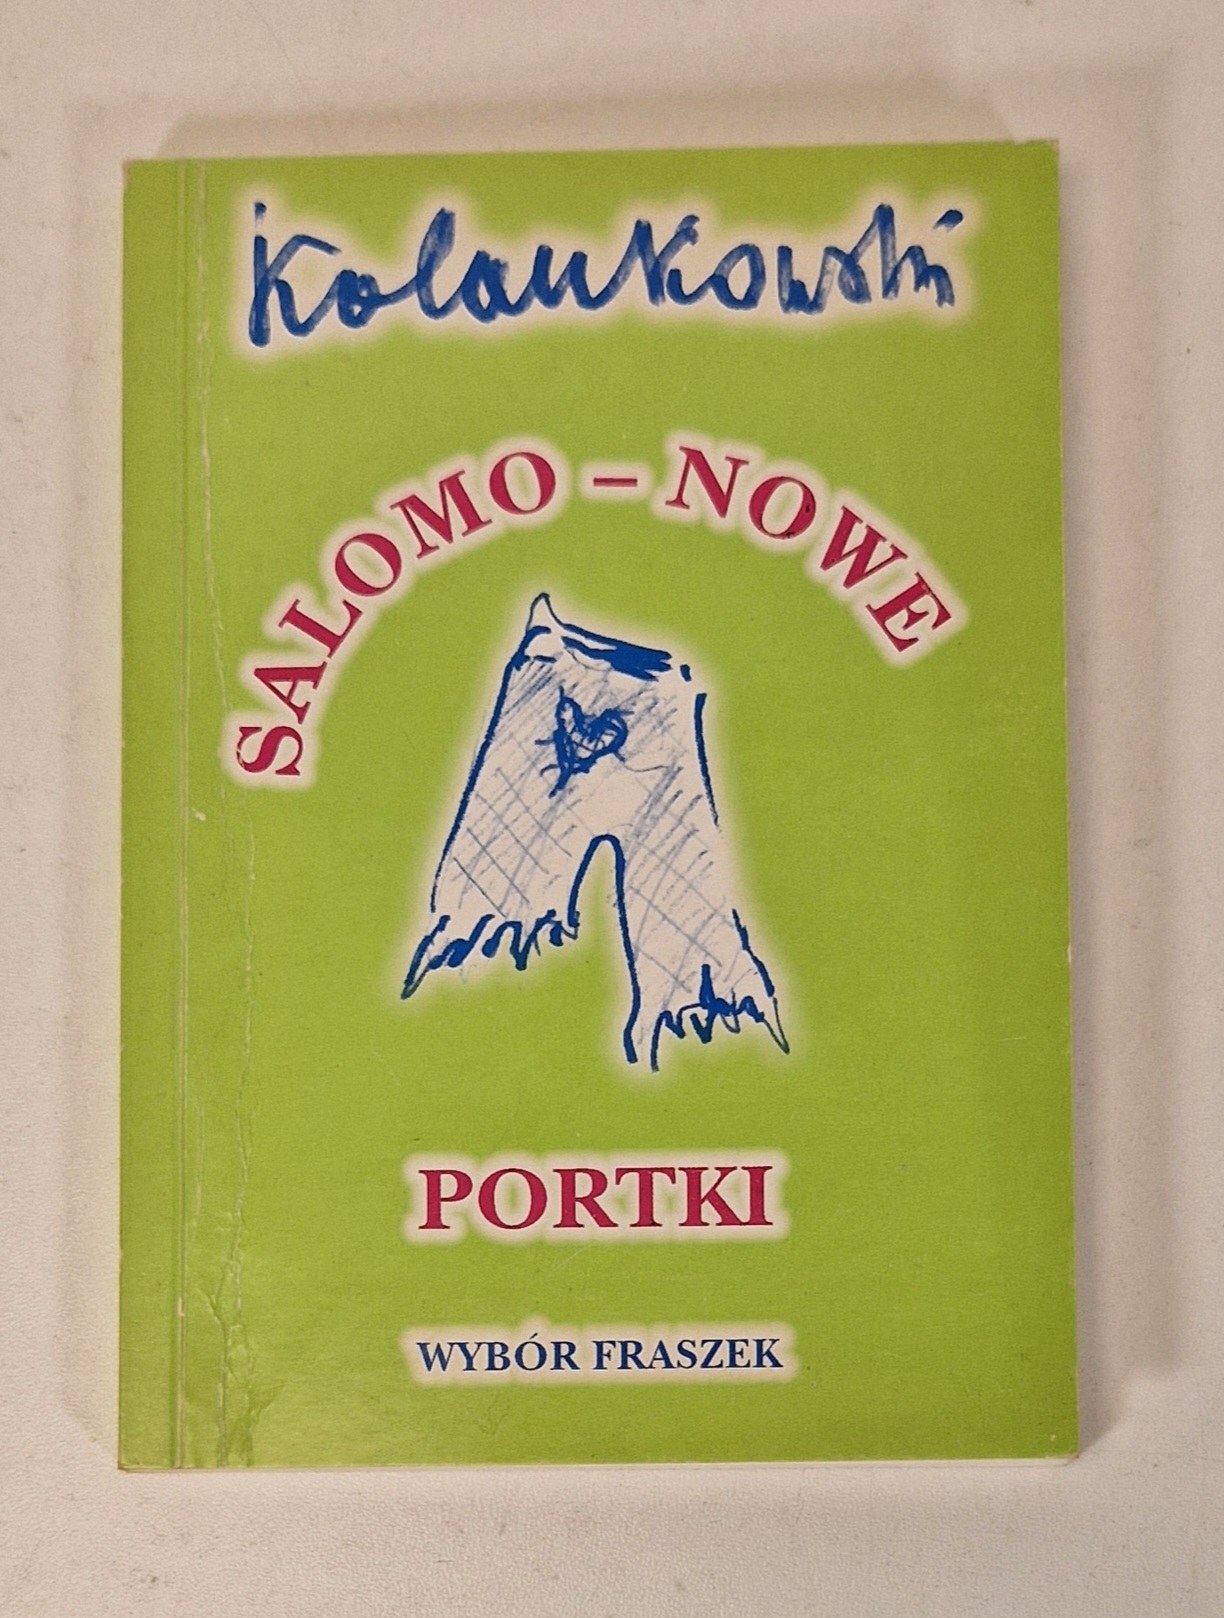 Kolankowski
SALOMO – NOWE
PORTKI
WYBÓR FRASZEK